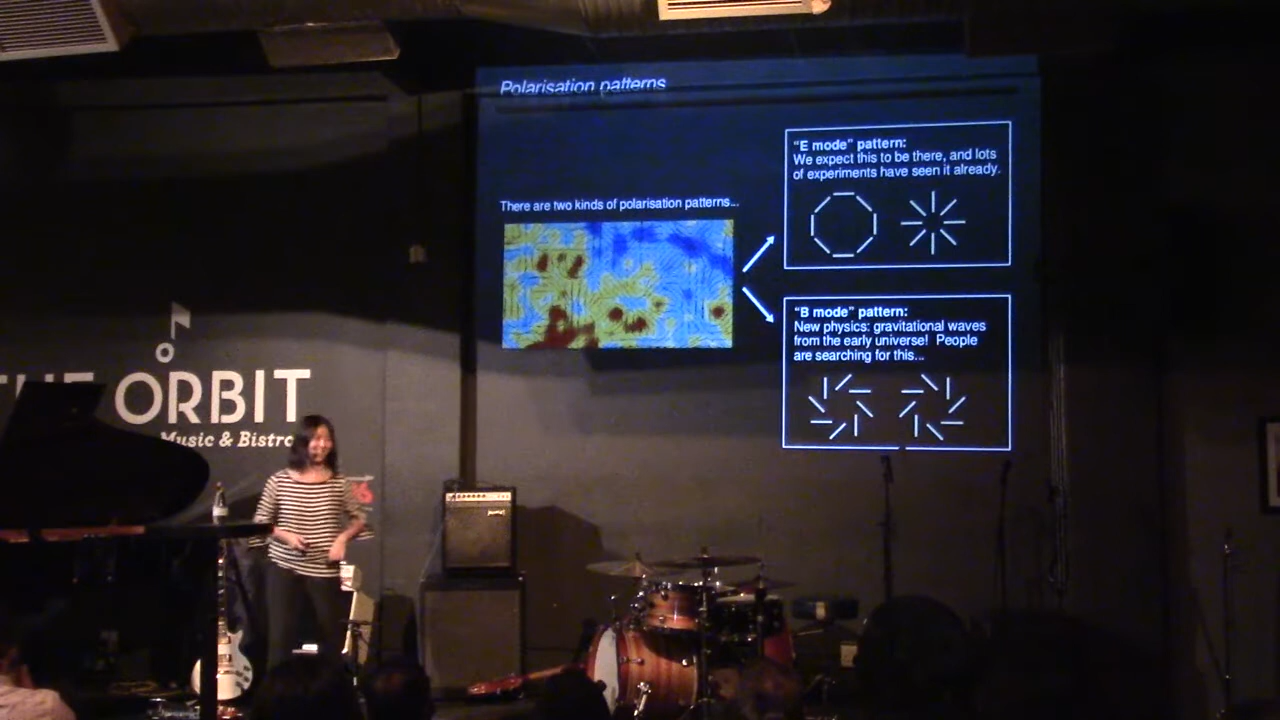 Polarisation patterns
There are two kinds of polarisation patterns...
“E mode” pattern:
We expect this to be there, and lots
of experiments have seen it already.
“B mode” pattern:
New physics: gravitational waves
from the early universe! People
are searching for this...
THE ORBIT
Music & Bistro